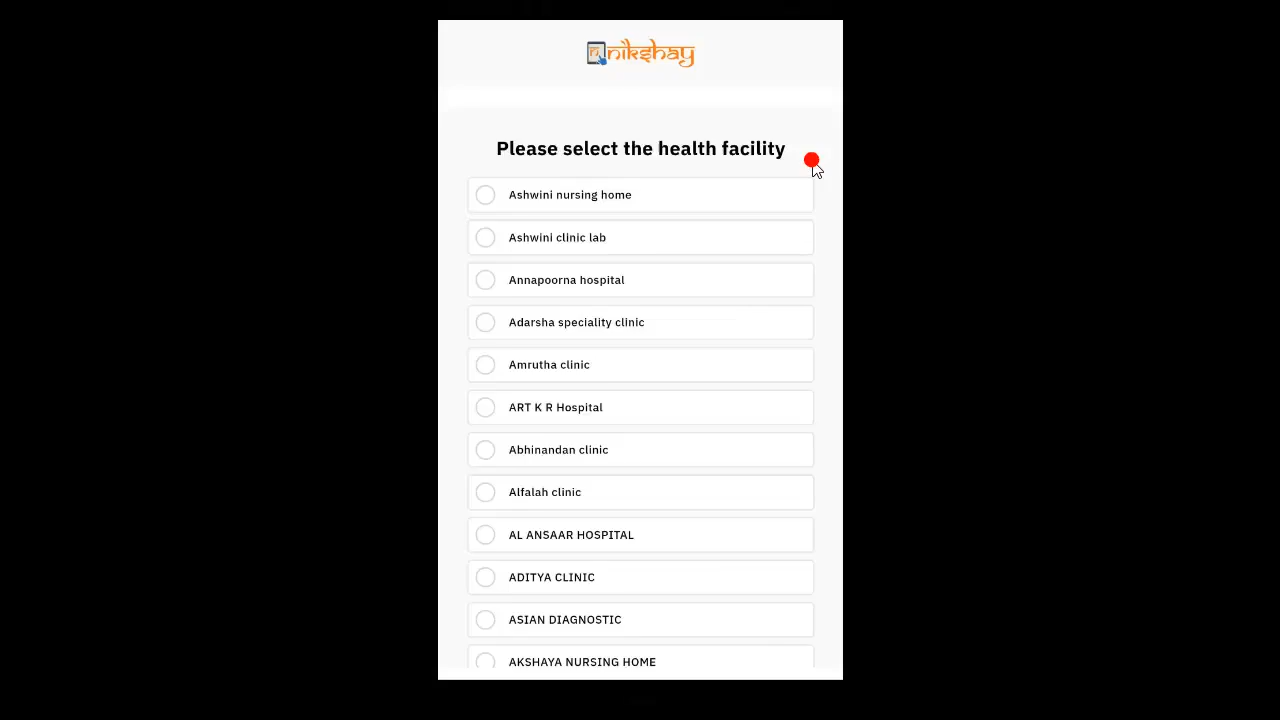 nikshay
Please select the health facility
Ashwini nursing home
Ashwini clinic lab
Annapoorna hospital
Adarsha speciality clinic
Amrutha clinic
ART K R Hospital
Abhinandan clinic
Alfalah clinic
AL ANSAAR HOSPITAL
ADITYA CLINIC
ASIAN DIAGNOSTIC
AKSHAYA NURSING HOME